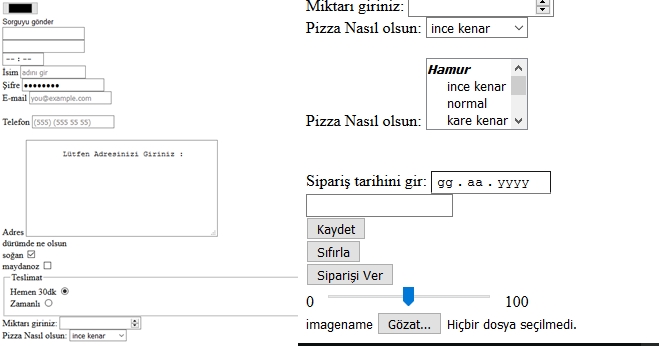 Sorguyu gönder
-- : --
İsim adını gir
Şifre ••••••••
E-mail you@example.com
Telefon (555) (555 55 55)
Lütfen Adresinizi Giriniz :
Adres
dürümde ne olsun
soğan
maydanoz
Teslimat
Hemen 30dk
Zamanlı
Miktarı giriniz:
Pizza Nasıl olsun: ince kenar
Miktarı giriniz:
Pizza Nasıl olsun: ince kenar
Hamur
ince kenar
normal
Pizza Nasıl olsun: kare kenar
Sipariş tarihini gir: gg . aa . yyyy
Kaydet
Sıfırla
Siparişi Ver
0 100
imagename Gözat... Hiçbir dosya seçilmedi.